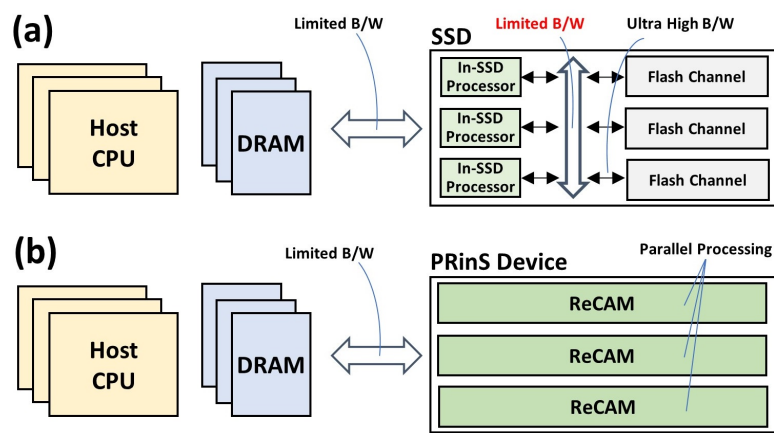 (a)
Limited B/W
Limited B/W
Ultra High B/W
SSD
Host
CPU
DRAM
In-SSD
Processor
Flash Channel
In-SSD
Processor
Flash Channel
In-SSD
Processor
Flash Channel
(b)
Limited B/W
Parallel Processing
PRinS Device
Host
CPU
DRAM
ReCAM
ReCAM
ReCAM